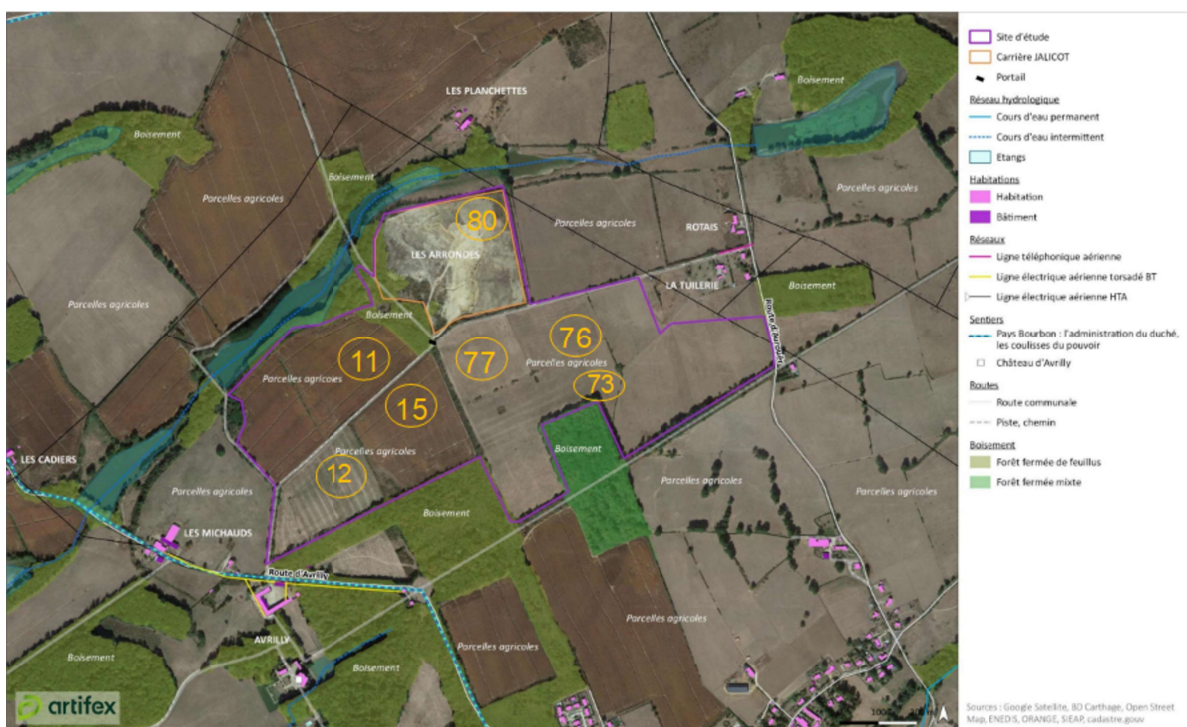 LES PLANCHETTES
Boisement
Boisement
Boisement
Parcelles agricoles
80
Parcelles agricoles
Parcelles agricoles
ROTAIS
LES ARRONDES
LA TUILERIE
Boisement
Parcelles agricoles
Boisement
Route d'Aurouër
76
11
77
Parcelles agricoles
Parcelles agricoles
73
15
Boisement
Parcelles agricoles
12
LES CADIERS
Parcelles agricoles
Parcelles agricoles
Parcelles agricoles
Boisement
LES MICHAUDS
Route d'Avrilly
Parcelles agricoles
AVRILLY
Parcelles agricoles
Boisement
Boisement
artifex
Site d'étude
Carrière JALICOT
Portail
Réseau hydrologique
Cours d'eau permanent
Cours d'eau intermittent
Etangs
Habitations
Habitation
Bâtiment
Réseaux
Ligne téléphonique aérienne
Ligne électrique aérienne torsadé BT
Ligne électrique aérienne HTA
Sentiers
Pays Bourbon : l'administration du duché,
les coulisses du pouvoir
Château d'Avrilly
Routes
Route communale
Piste, chemin
Boisement
Forêt fermée de feuillus
Forêt fermée mixte
Sources : Google Satellite, BD Carthage, Open Street
Map, ENEDIS, ORANGE, SIEAP, cadastre.gouv